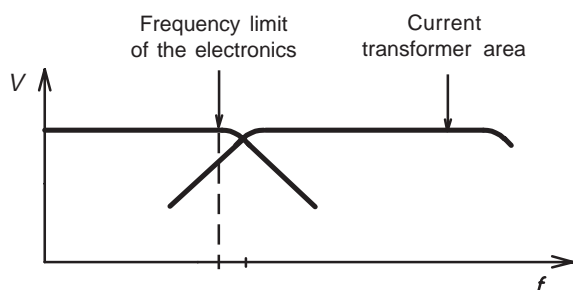 Frequency limit
of the electronics
Current
transformer area
V
f